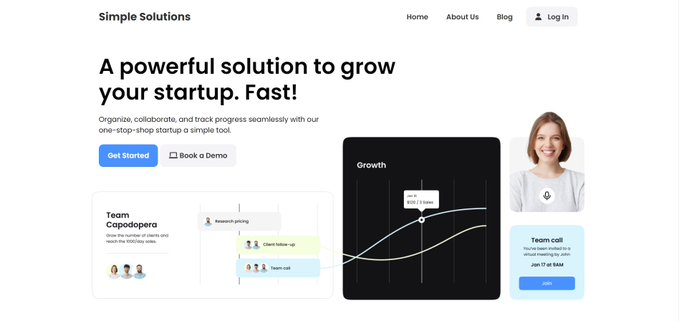 Simple Solutions
Home
About Us
Blog
Log In
A powerful solution to grow
your startup. Fast!
Organize, collaborate, and track progress seamlessly with our
one-stop-shop startup a simple tool.
Get Started
Book a Demo
Team
Capodopera
Grow the number of clients and
reach the 1000/day sales.
Research pricing
Client follow-up
Team call
Growth
Jan 31
$120 / 3 Sales
Team call
You've been invited to a
virtual meeting by John
Jan 17 at 9AM
Join